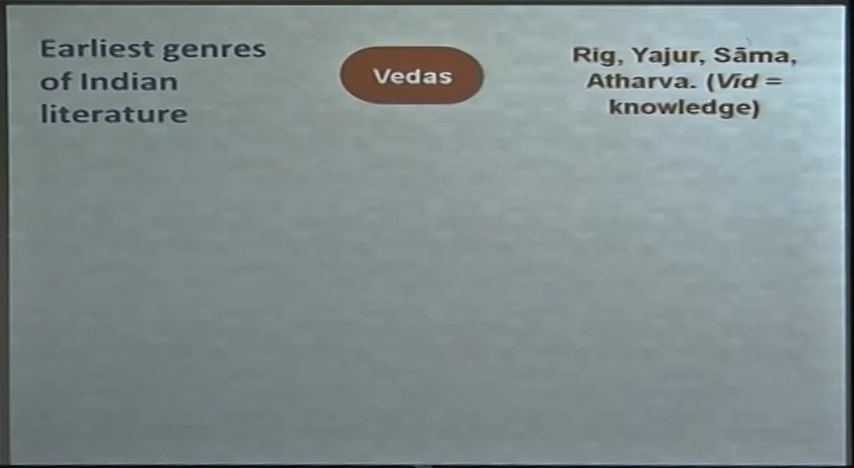 Earliest genres
of Indian
literature
Vedas
Rig, Yajur, Sāma,
Atharva. (Vid =
knowledge)